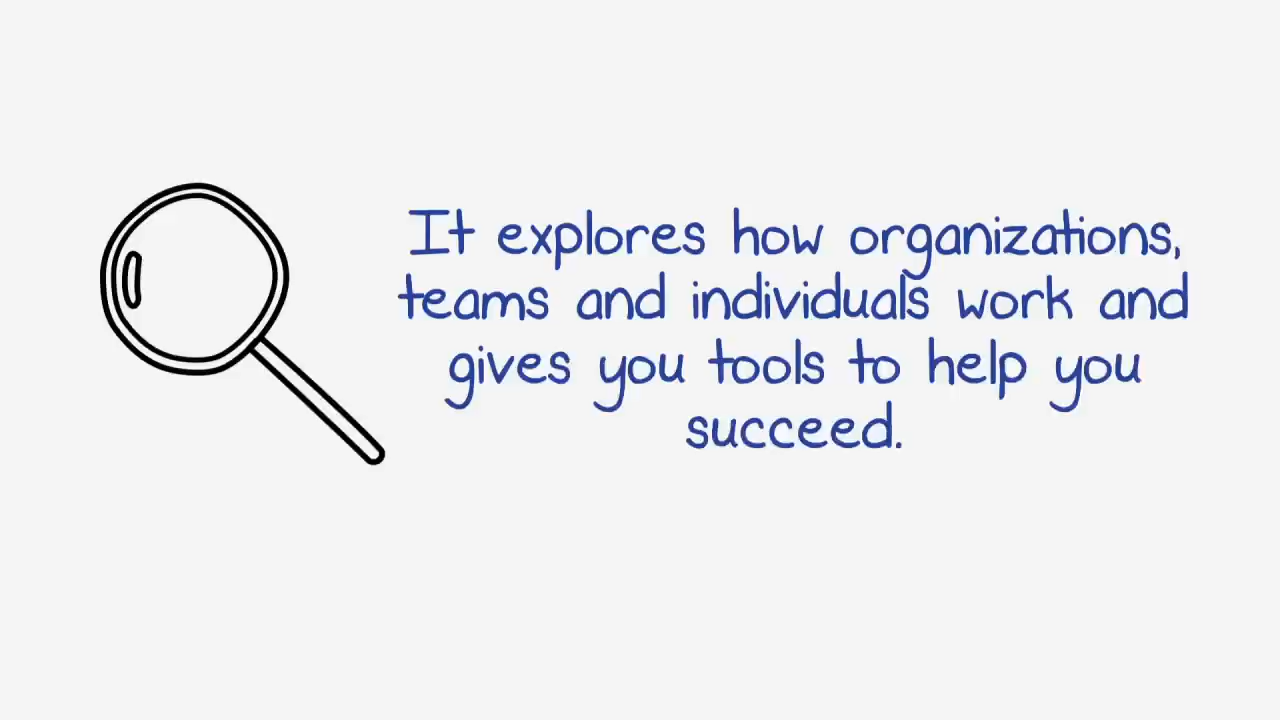 It explores how organizations,
teams and individuals work and
gives you tools to help you
succeed.